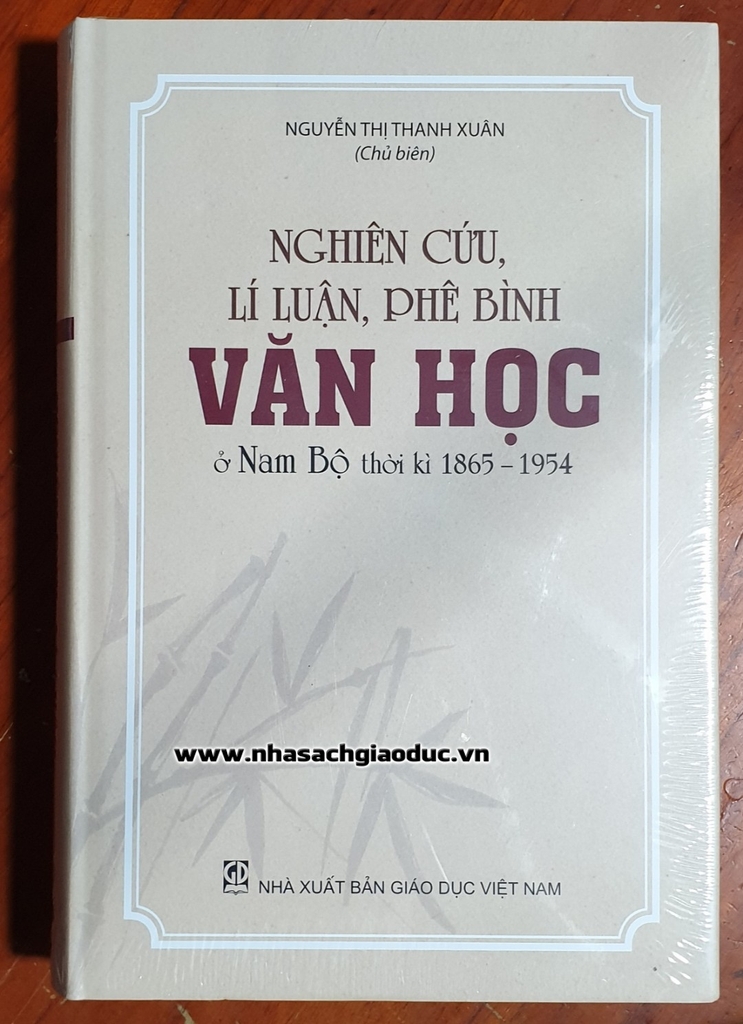 NGUYỄN THỊ THANH XUÂN
(Chủ biên)
NGHIÊN CỨU,
LÍ LUẬN, PHÊ BÌNH
VĂN HỌC
ở Nam Bộ thời kì 1865 – 1954
www.nhasachgiaoduc.vn
GD
NHÀ XUẤT BẢN GIÁO DỤC VIỆT NAM